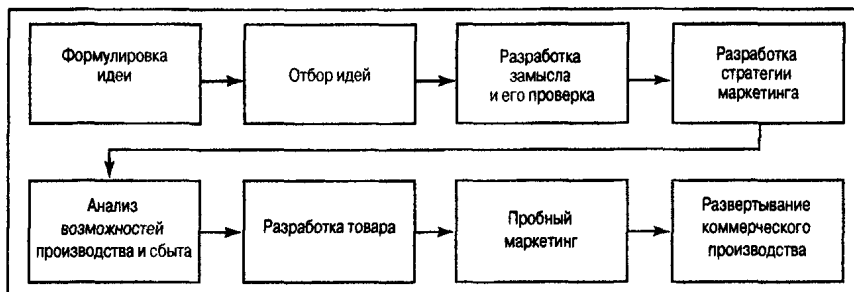 Формулировка
идеи
Отбор идей
Разработка
замысла
и его проверка
Разработка
стратегии
маркетинга
Анализ
возможностей
производства и сбыта
Разработка товара
Пробный
маркетинг
Развертывание
коммерческого
производства